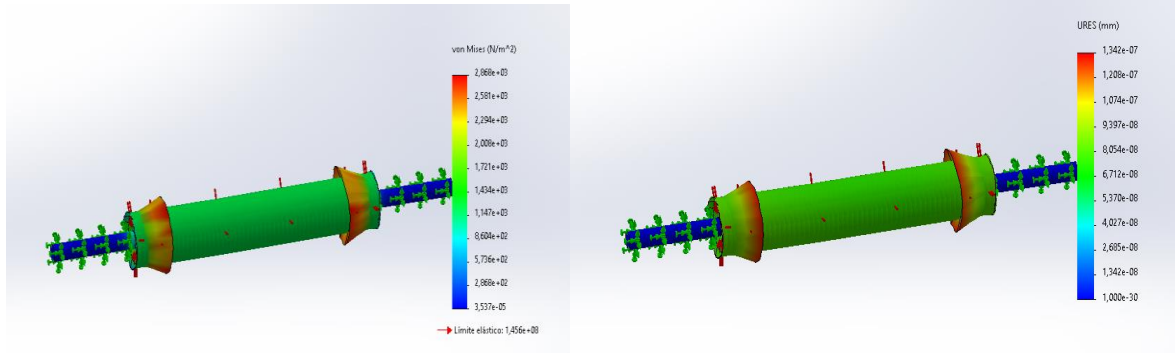 von Mises (N/m^2)
2,868e+03
2,581e+03
2,294e+03
2,008e+03
1,721e+03
1,434e+03
1,147e+03
8,604e+02
5,736e+02
2,868e+02
3,537e-05
Límite elástico: 1,456e+08
URES (mm)
1,342e-07
1,208e-07
1,074e-07
9,397e-08
8,054e-08
6,712e-08
5,370e-08
4,027e-08
2,685e-08
1,342e-08
1,000e-30